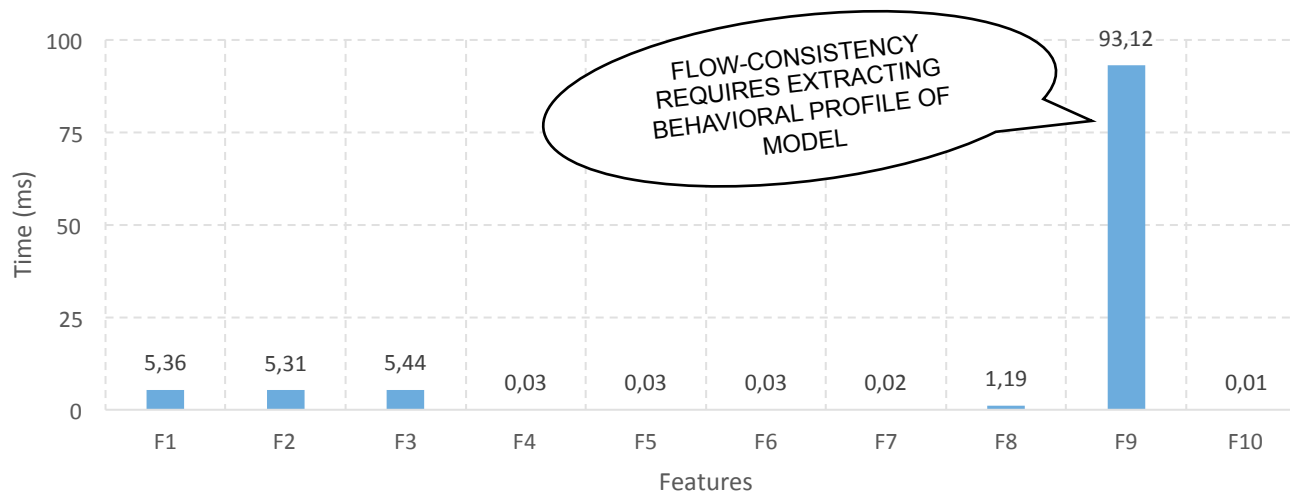 100
75
50
25
0
Time (ms)
FLOW-CONSISTENCY
REQUIRES EXTRACTING
BEHAVIORAL PROFILE OF
MODEL
5,36
5,31
5,44
0,03
0,03
0,03
0,02
1,19
93,12
0,01
F1
F2
F3
F4
F5
F6
F7
F8
F9
F10
Features